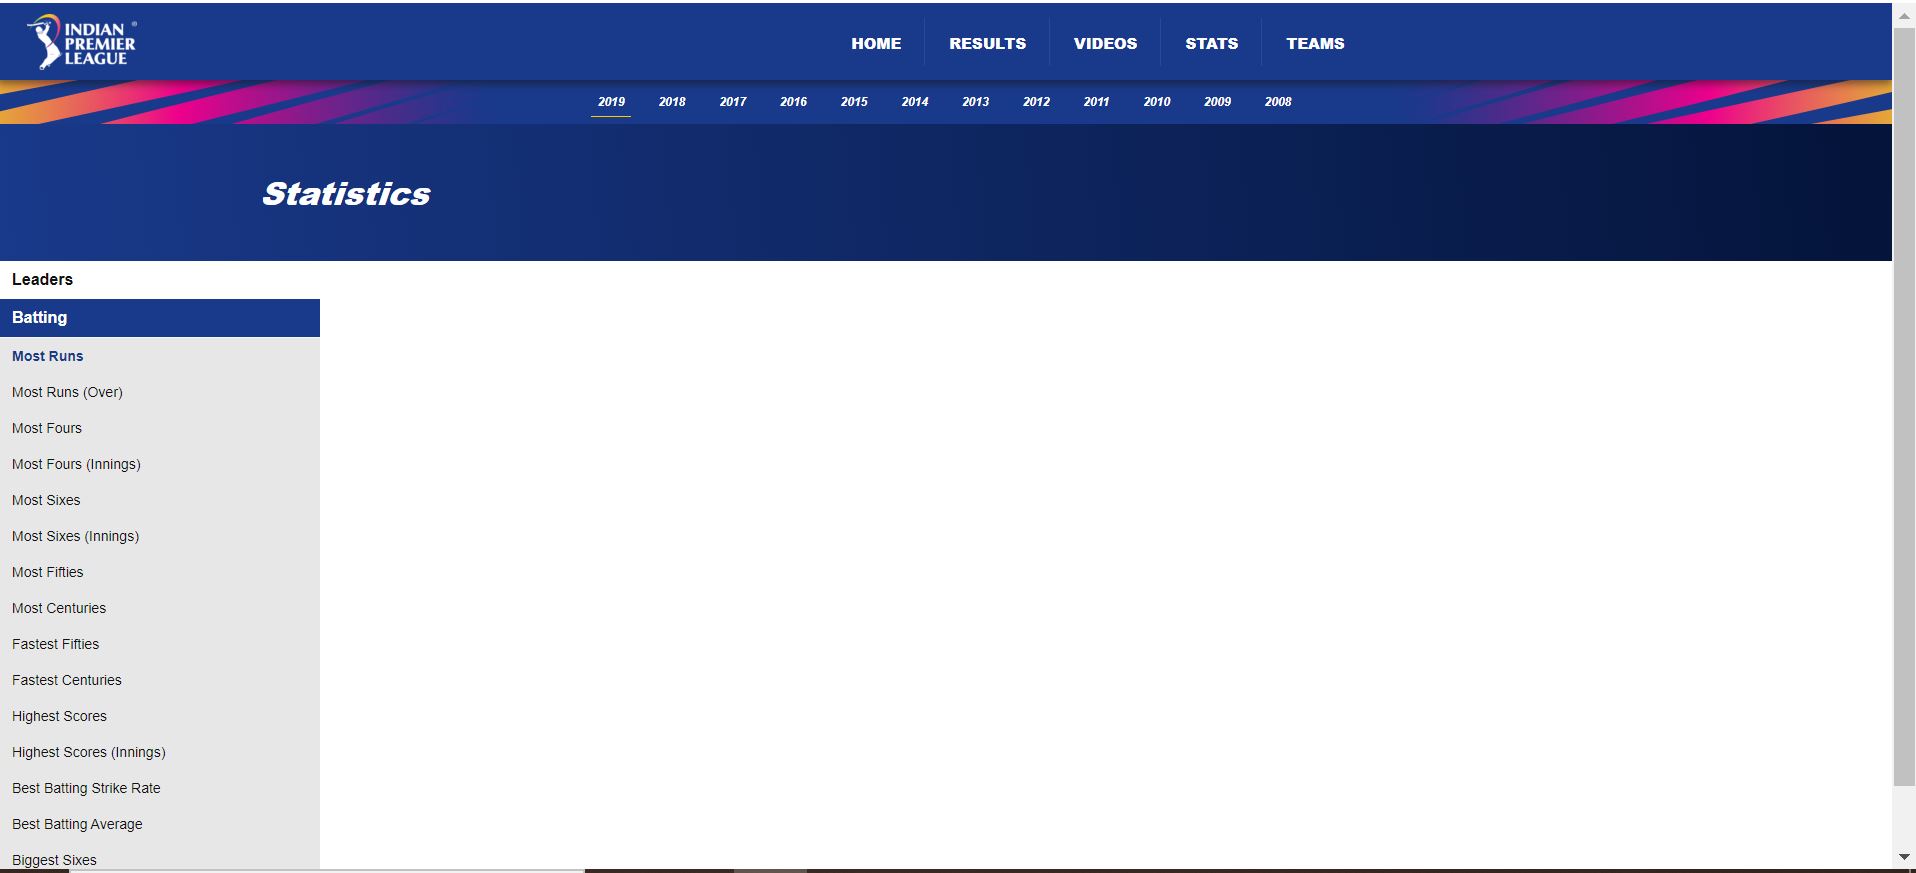 INDIAN
PREMIER
LEAGUE
®
HOME RESULTS VIDEOS STATS TEAMS
2019 2018 2017 2016 2015 2014 2013 2012 2011 2010 2009 2008
Statistics
Leaders
Batting
Most Runs
Most Runs (Over)
Most Fours
Most Fours (Innings)
Most Sixes
Most Sixes (Innings)
Most Fifties
Most Centuries
Fastest Fifties
Fastest Centuries
Highest Scores
Highest Scores (Innings)
Best Batting Strike Rate
Best Batting Average
Biggest Sixes